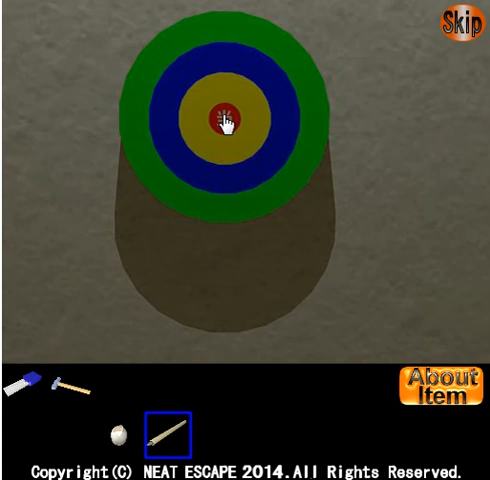 Skip
About
Item
Copyright(C) NEAT ESCAPE 2014.All Rights Reserved.